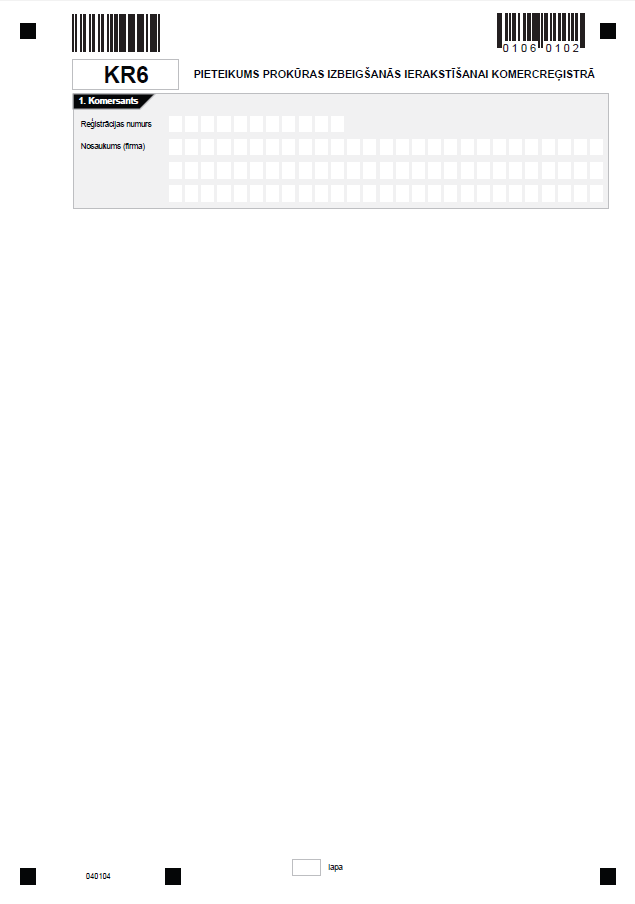 0106 0102
KR6
PIETEIKUMS PROKŪRAS IZBEIGŠANĀS IERAKSTĪŠANAI KOMERCREĢISTRĀ
1. Komersants
Reģistrācijas numurs
Nosaukums (firma)
lapa
040104